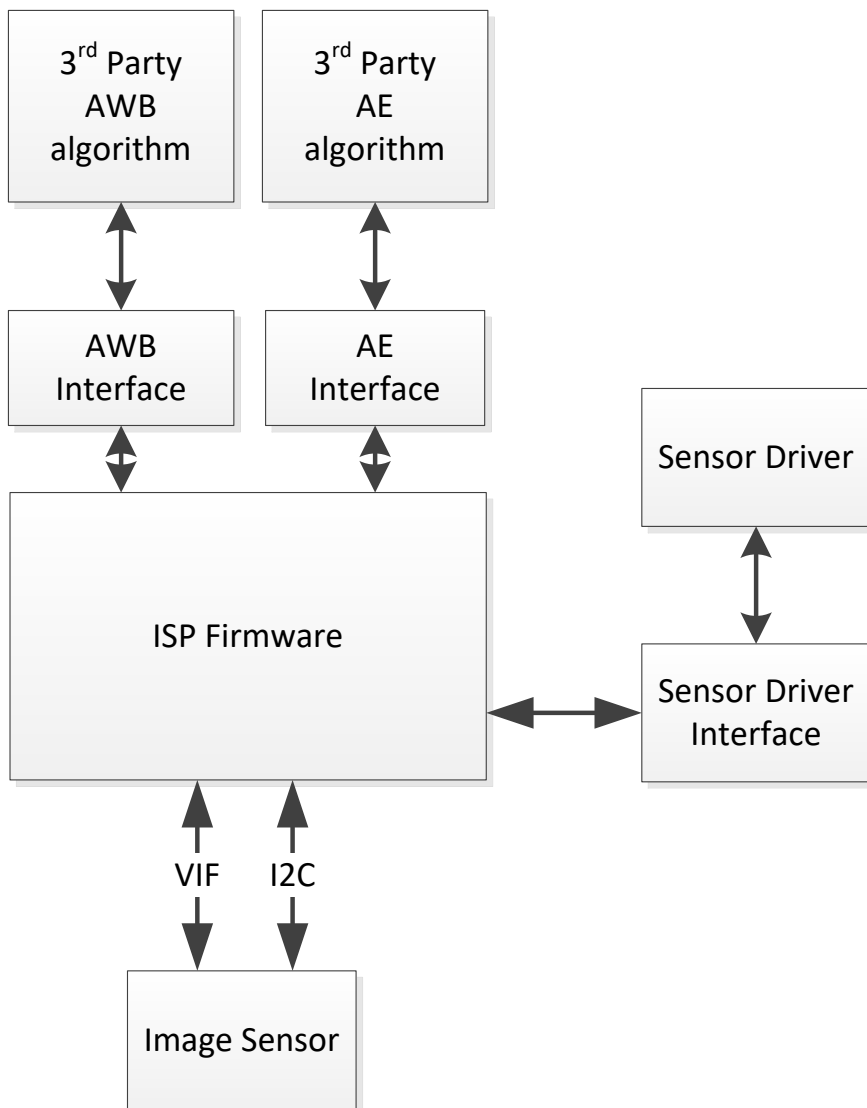 3rd Party
AWB
algorithm
3rd Party
AE
algorithm
AWB
Interface
AE
Interface
Sensor Driver
ISP Firmware
Sensor Driver
Interface
VIF
I2C
Image Sensor